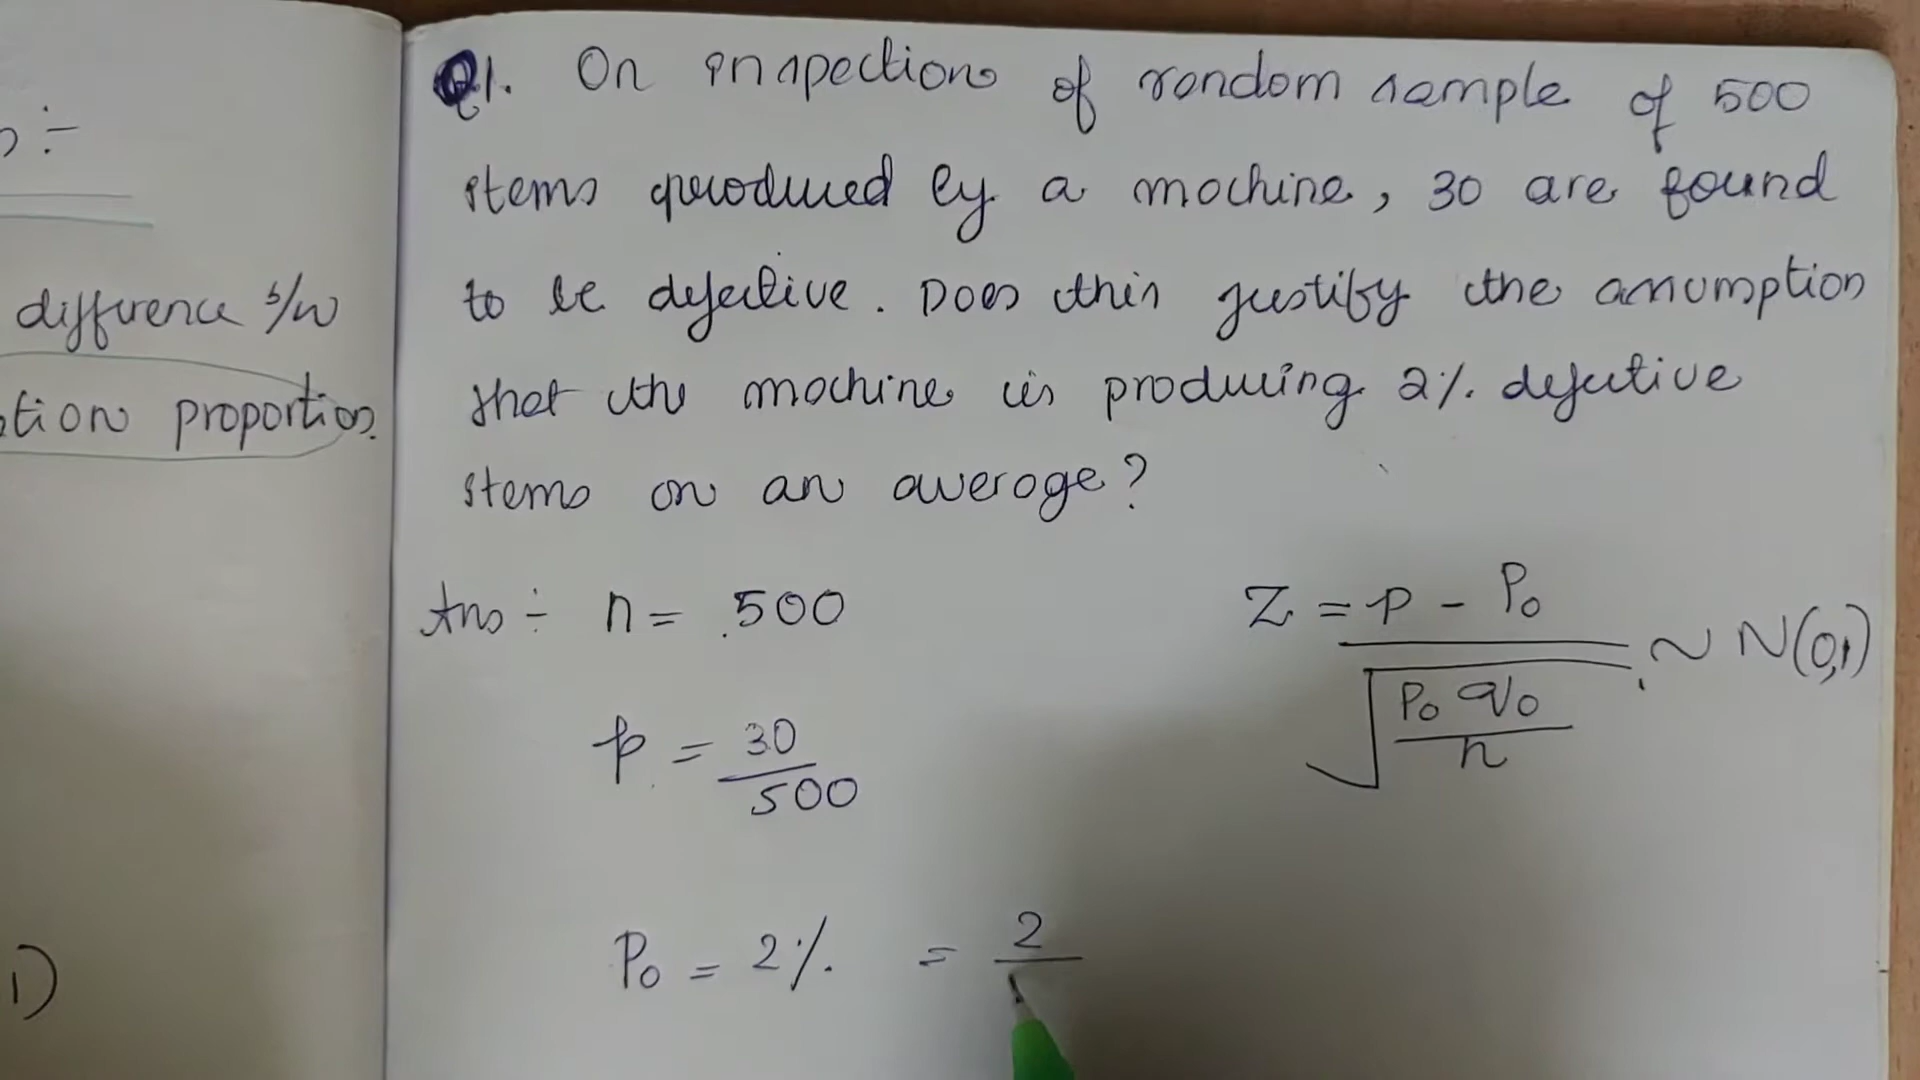 difference b/w
proportion
Q1. On inspection of random sample of 500
items produced by a machine, 30 are found
to be defective. Does this justify the assumption
that the machine is producing 2% defective
items on an average?
Ans ÷ n = 500
Z = p - P₀ / √(P₀ q₀ / n) ~ N(0,1)
p = 30/500
P₀ = 2% = 2/